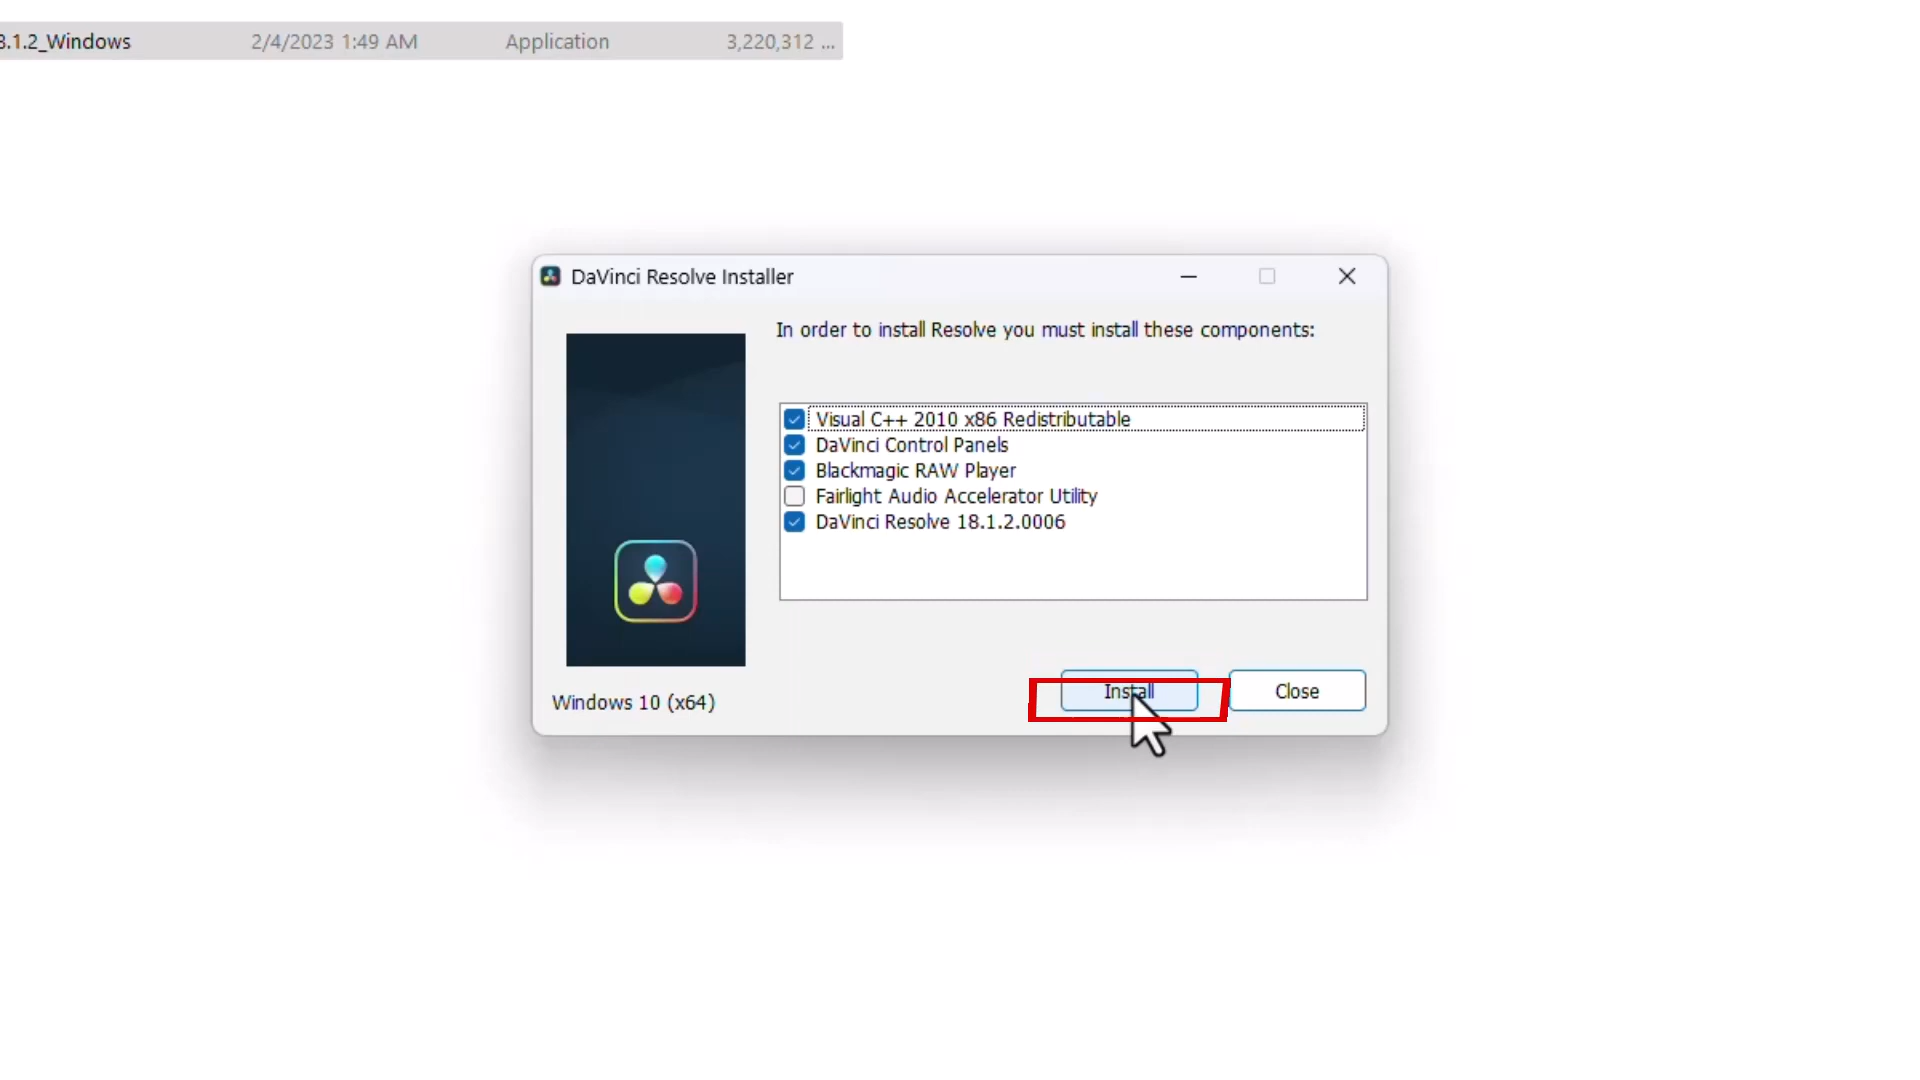 8.1.2_Windows 2/4/2023 1:49 AM Application 3,220,312 ...
DaVinci Resolve Installer
In order to install Resolve you must install these components:
Visual C++ 2010 x86 Redistributable
DaVinci Control Panels
Blackmagic RAW Player
Fairlight Audio Accelerator Utility
DaVinci Resolve 18.1.2.0006
Install Close
Windows 10 (x64)